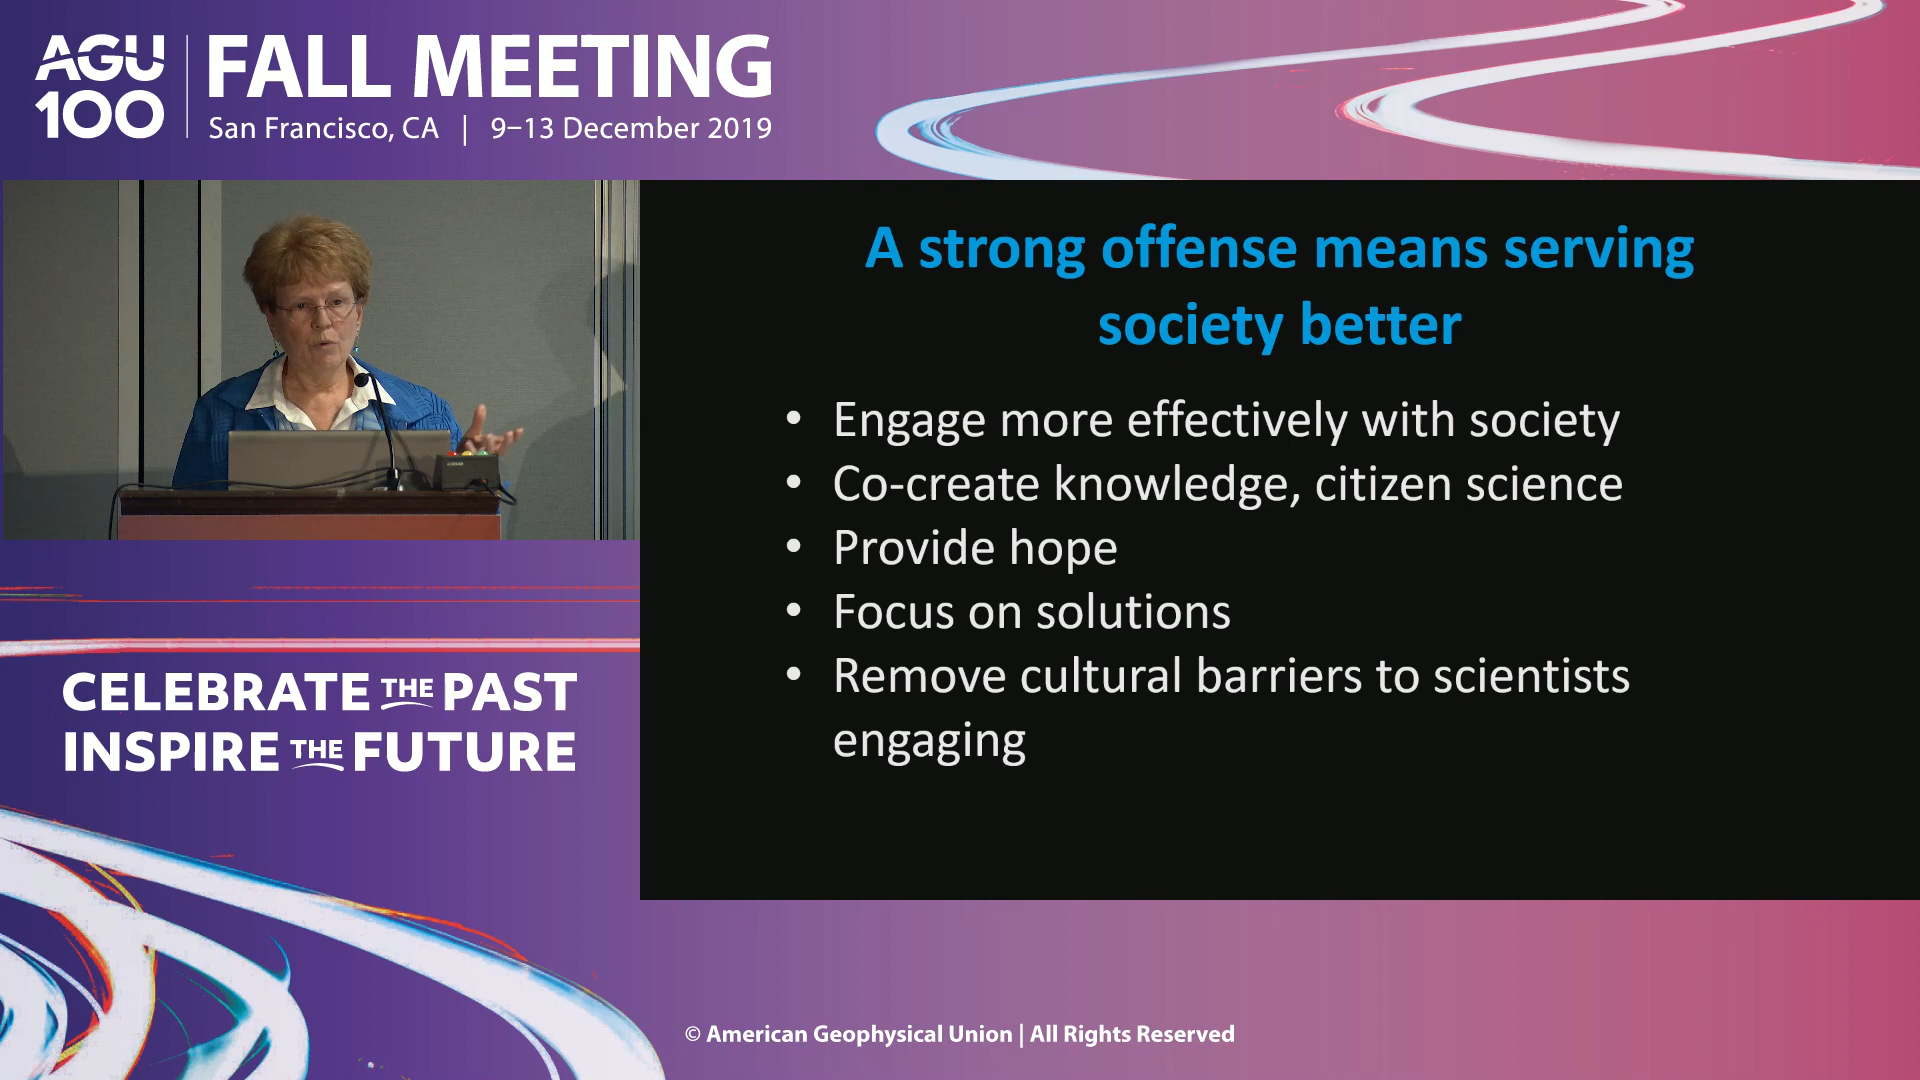 AGU
100
FALL MEETING
San Francisco, CA | 9–13 December 2019
A strong offense means serving
society better
• Engage more effectively with society
• Co-create knowledge, citizen science
• Provide hope
• Focus on solutions
• Remove cultural barriers to scientists
engaging
CELEBRATE THE PAST
INSPIRE THE FUTURE
© American Geophysical Union | All Rights Reserved